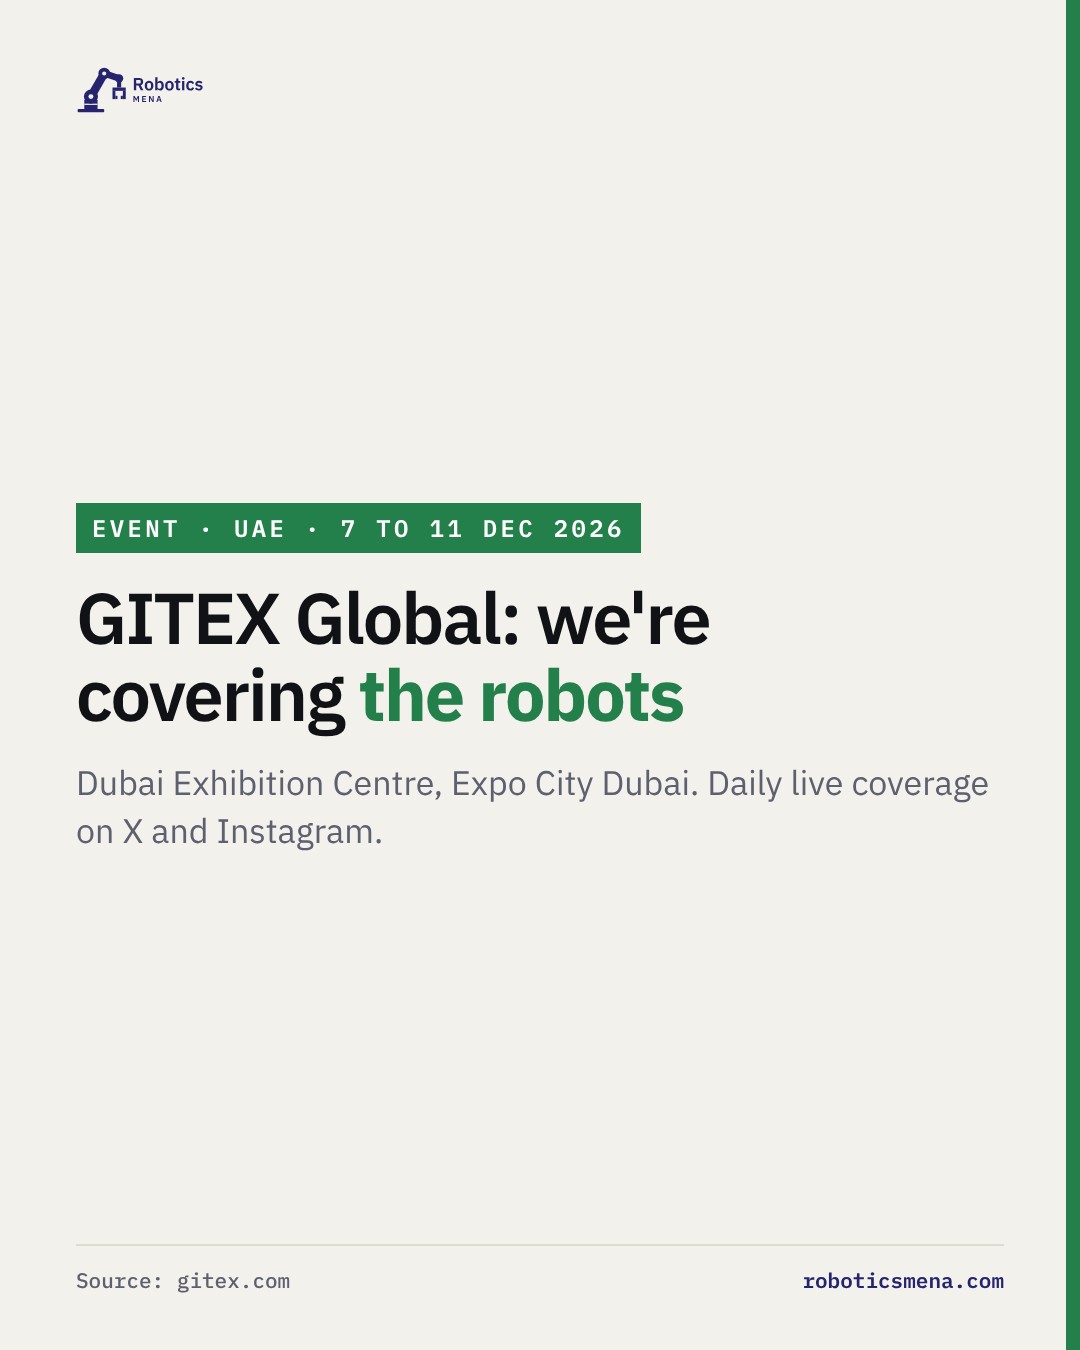 Robotics
MENA
EVENT · UAE · 7 TO 11 DEC 2026
GITEX Global: we're
covering the robots
Dubai Exhibition Centre, Expo City Dubai. Daily live coverage
on X and Instagram.
Source: gitex.com
roboticsmena.com